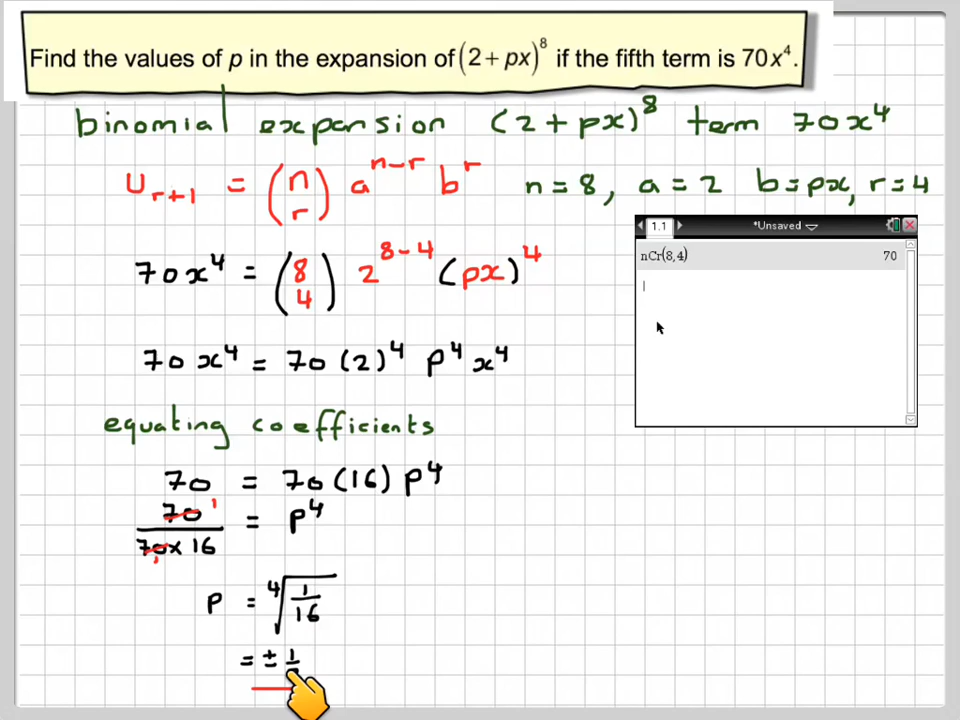 Find the values of p in the expansion of (2 + px)^8 if the fifth term is 70x^4.
binomial expansion (2 + px)^8 term 70x^4
U_{r+1} = (n r) a^{n-r} b^r n = 8, a = 2 b = px, r = 4
1.1 *Unsaved
nCr(8,4) 70
70x^4 = (8 4) 2^{8-4} (px)^4
70x^4 = 70(2)^4 p^4 x^4
equating coefficients
70 = 70(16) p^4
70 1 / 70 1 x 16 = p^4
p = ⁴√(1/16)
= ± 1